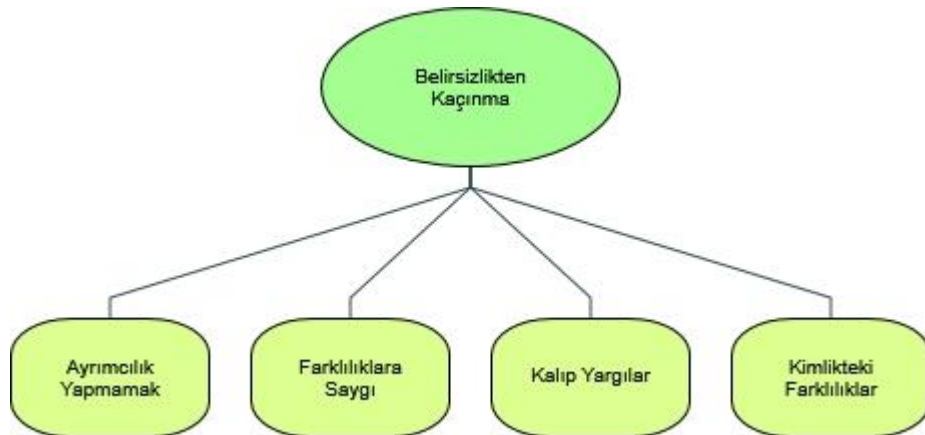 Belirsizlikten
Kaçınma
Ayrımcılık
Yapmamak
Farklılıklara
Saygı
Kalıp Yargılar
Kimlikteki
Farklılıklar